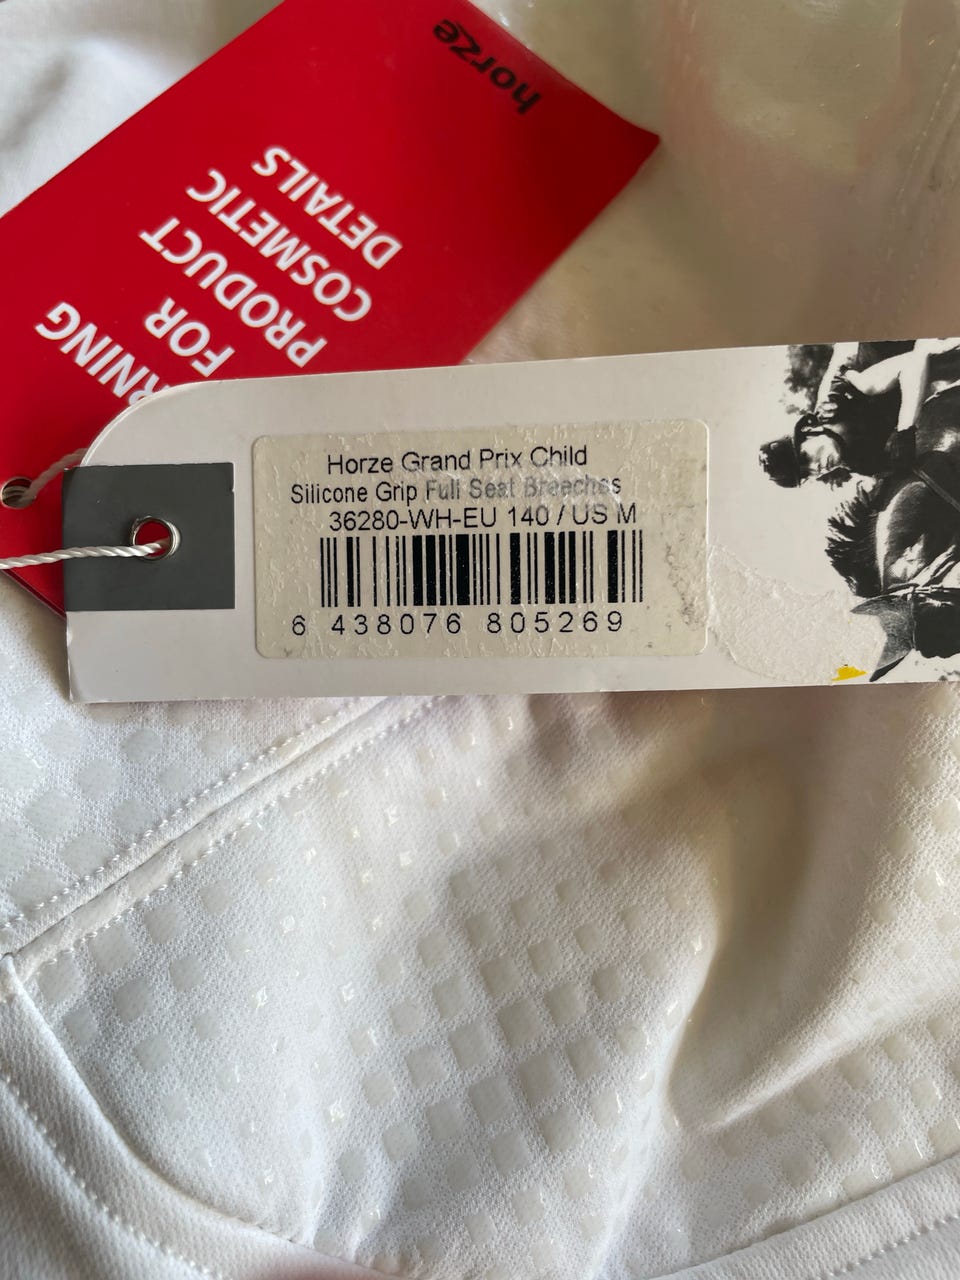 horze
RNING
FOR
PRODUCT
COSMETIC
DETAILS
Horze Grand Prix Child
Silicone Grip Full Seat Breeches
36280-WH-EU 140 / US M
6 438076 805269